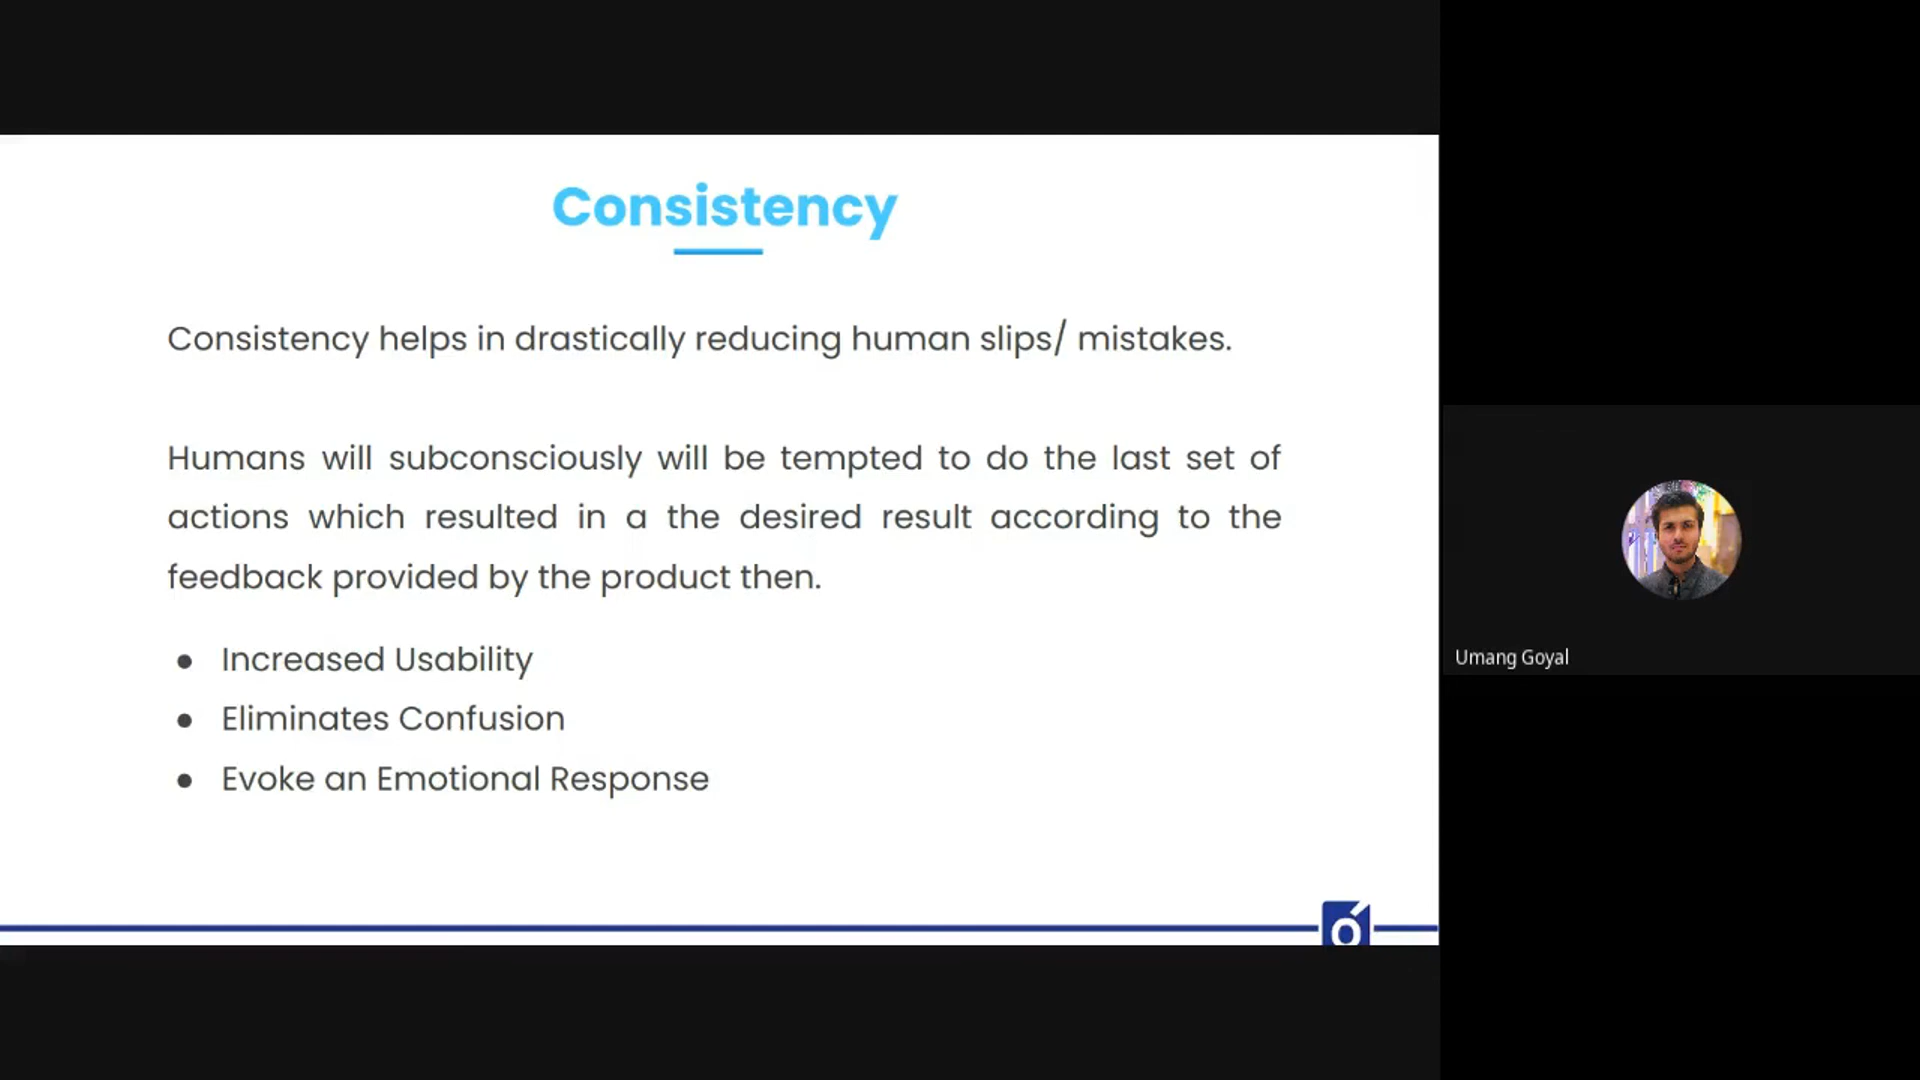 Consistency
Consistency helps in drastically reducing human slips/ mistakes.
Humans will subconsciously will be tempted to do the last set of
actions which resulted in a the desired result according to the
feedback provided by the product then.
● Increased Usability
● Eliminates Confusion
● Evoke an Emotional Response
Umang Goyal